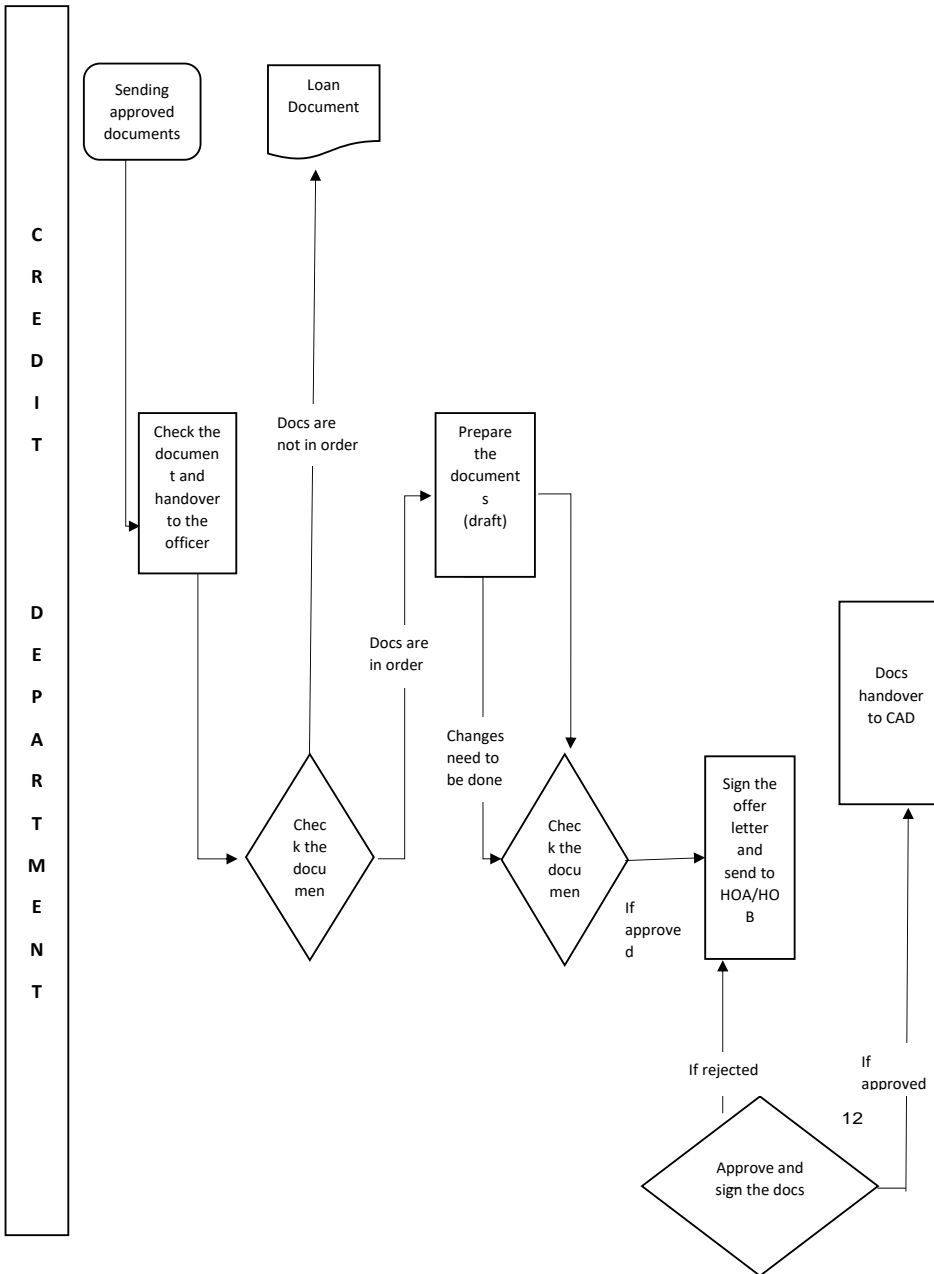 C
R
E
D
I
T
D
E
P
A
R
T
M
E
N
T
Sending
approved
documents
Loan
Document
Check the
documen
t and
handover
to the
officer
Docs are
not in order
Prepare
the
document
s
(draft)
Docs are
in order
Changes
need to
be done
Chec
k the
docu
men
Chec
k the
docu
men
If
approve
d
Sign the
offer
letter
and
send to
HOA/HO
B
Docs
handover
to CAD
If rejected
If
approved
12
Approve and
sign the docs